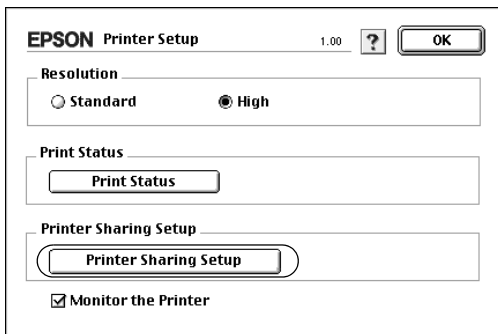 EPSON Printer Setup 1.00 ? OK
Resolution
Standard High
Print Status
Print Status
Printer Sharing Setup
Printer Sharing Setup
Monitor the Printer